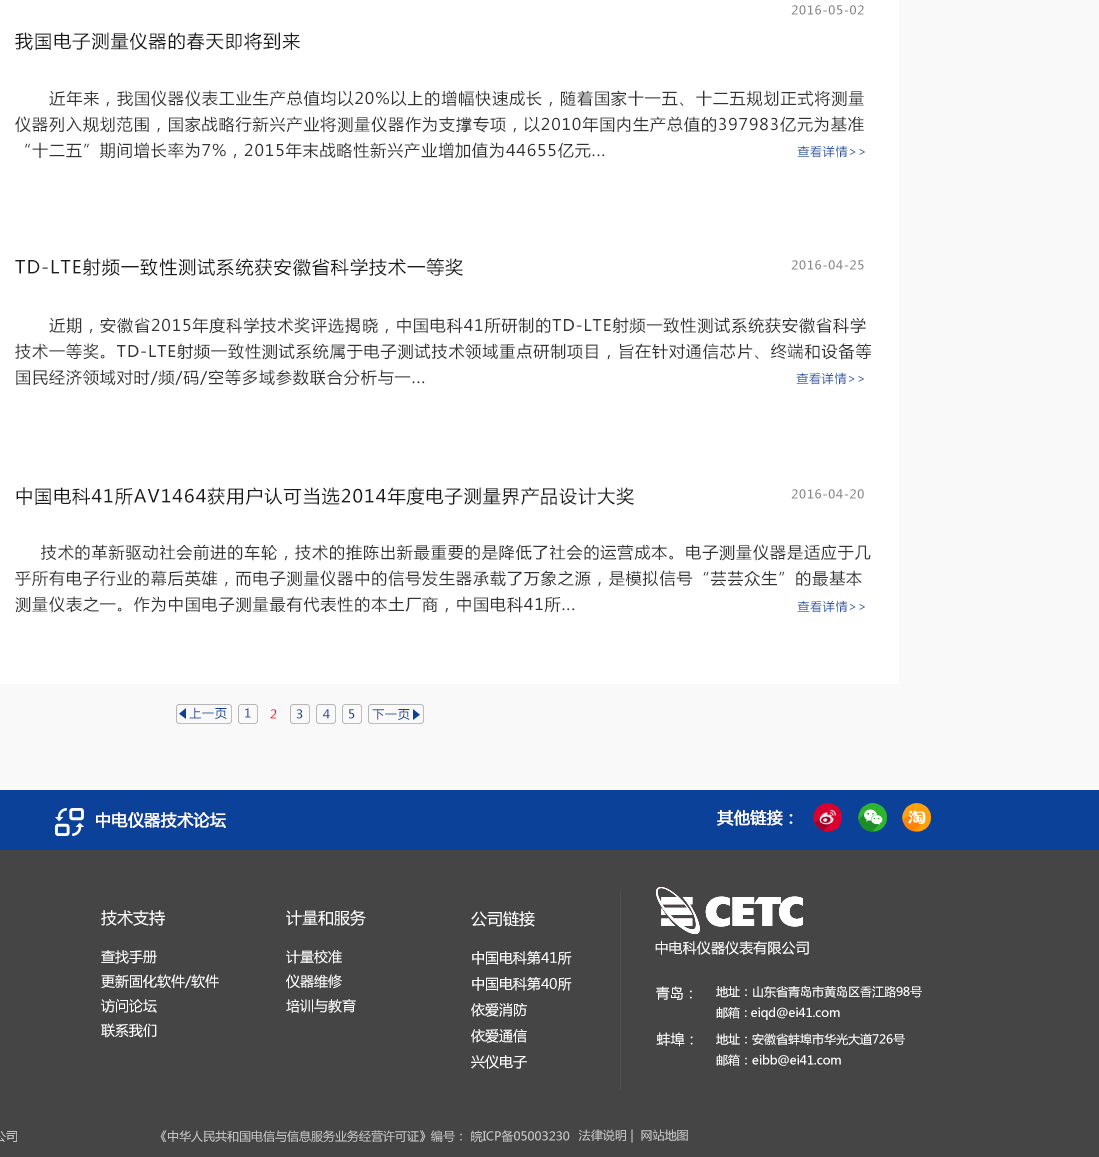 2016-05-02
我国电子测量仪器的春天即将到来
近年来，我国仪器仪表工业生产总值均以20%以上的增幅快速成长，随着国家十一五、十二五规划正式将测量
仪器列入规划范围，国家战略行新兴产业将测量仪器作为支撑专项，以2010年国内生产总值的397983亿元为基准
“十二五”期间增长率为7%，2015年末战略性新兴产业增加值为44655亿元...
查看详情>>
TD-LTE射频一致性测试系统获安徽省科学技术一等奖
2016-04-25
近期，安徽省2015年度科学技术奖评选揭晓，中国电科41所研制的TD-LTE射频一致性测试系统获安徽省科学
技术一等奖。TD-LTE射频一致性测试系统属于电子测试技术领域重点研制项目，旨在针对通信芯片、终端和设备等
国民经济领域对时/频/码/空等多域参数联合分析与一...
查看详情>>
中国电科41所AV1464获用户认可当选2014年度电子测量界产品设计大奖
2016-04-20
技术的革新驱动社会前进的车轮，技术的推陈出新最重要的是降低了社会的运营成本。电子测量仪器是适应于几
乎所有电子行业的幕后英雄，而电子测量仪器中的信号发生器承载了万象之源，是模拟信号“芸芸众生”的最基本
测量仪表之一。作为中国电子测量最有代表性的本土厂商，中国电科41所...
查看详情>>
上一页 1 2 3 4 5 下一页
中电仪器技术论坛
其他链接：
淘
技术支持
查找手册
更新固化软件/软件
访问论坛
联系我们
计量和服务
计量校准
仪器维修
培训与教育
公司链接
中国电科第41所
中国电科第40所
依爱消防
依爱通信
兴仪电子
CETC
中电科仪器仪表有限公司
青岛：
地址：山东省青岛市黄岛区香江路98号
邮箱：eiqd@ei41.com
蚌埠：
地址：安徽省蚌埠市华光大道726号
邮箱：eibb@ei41.com
公司
《中华人民共和国电信与信息服务业务经营许可证》编号： 皖ICP备05003230 法律说明 | 网站地图